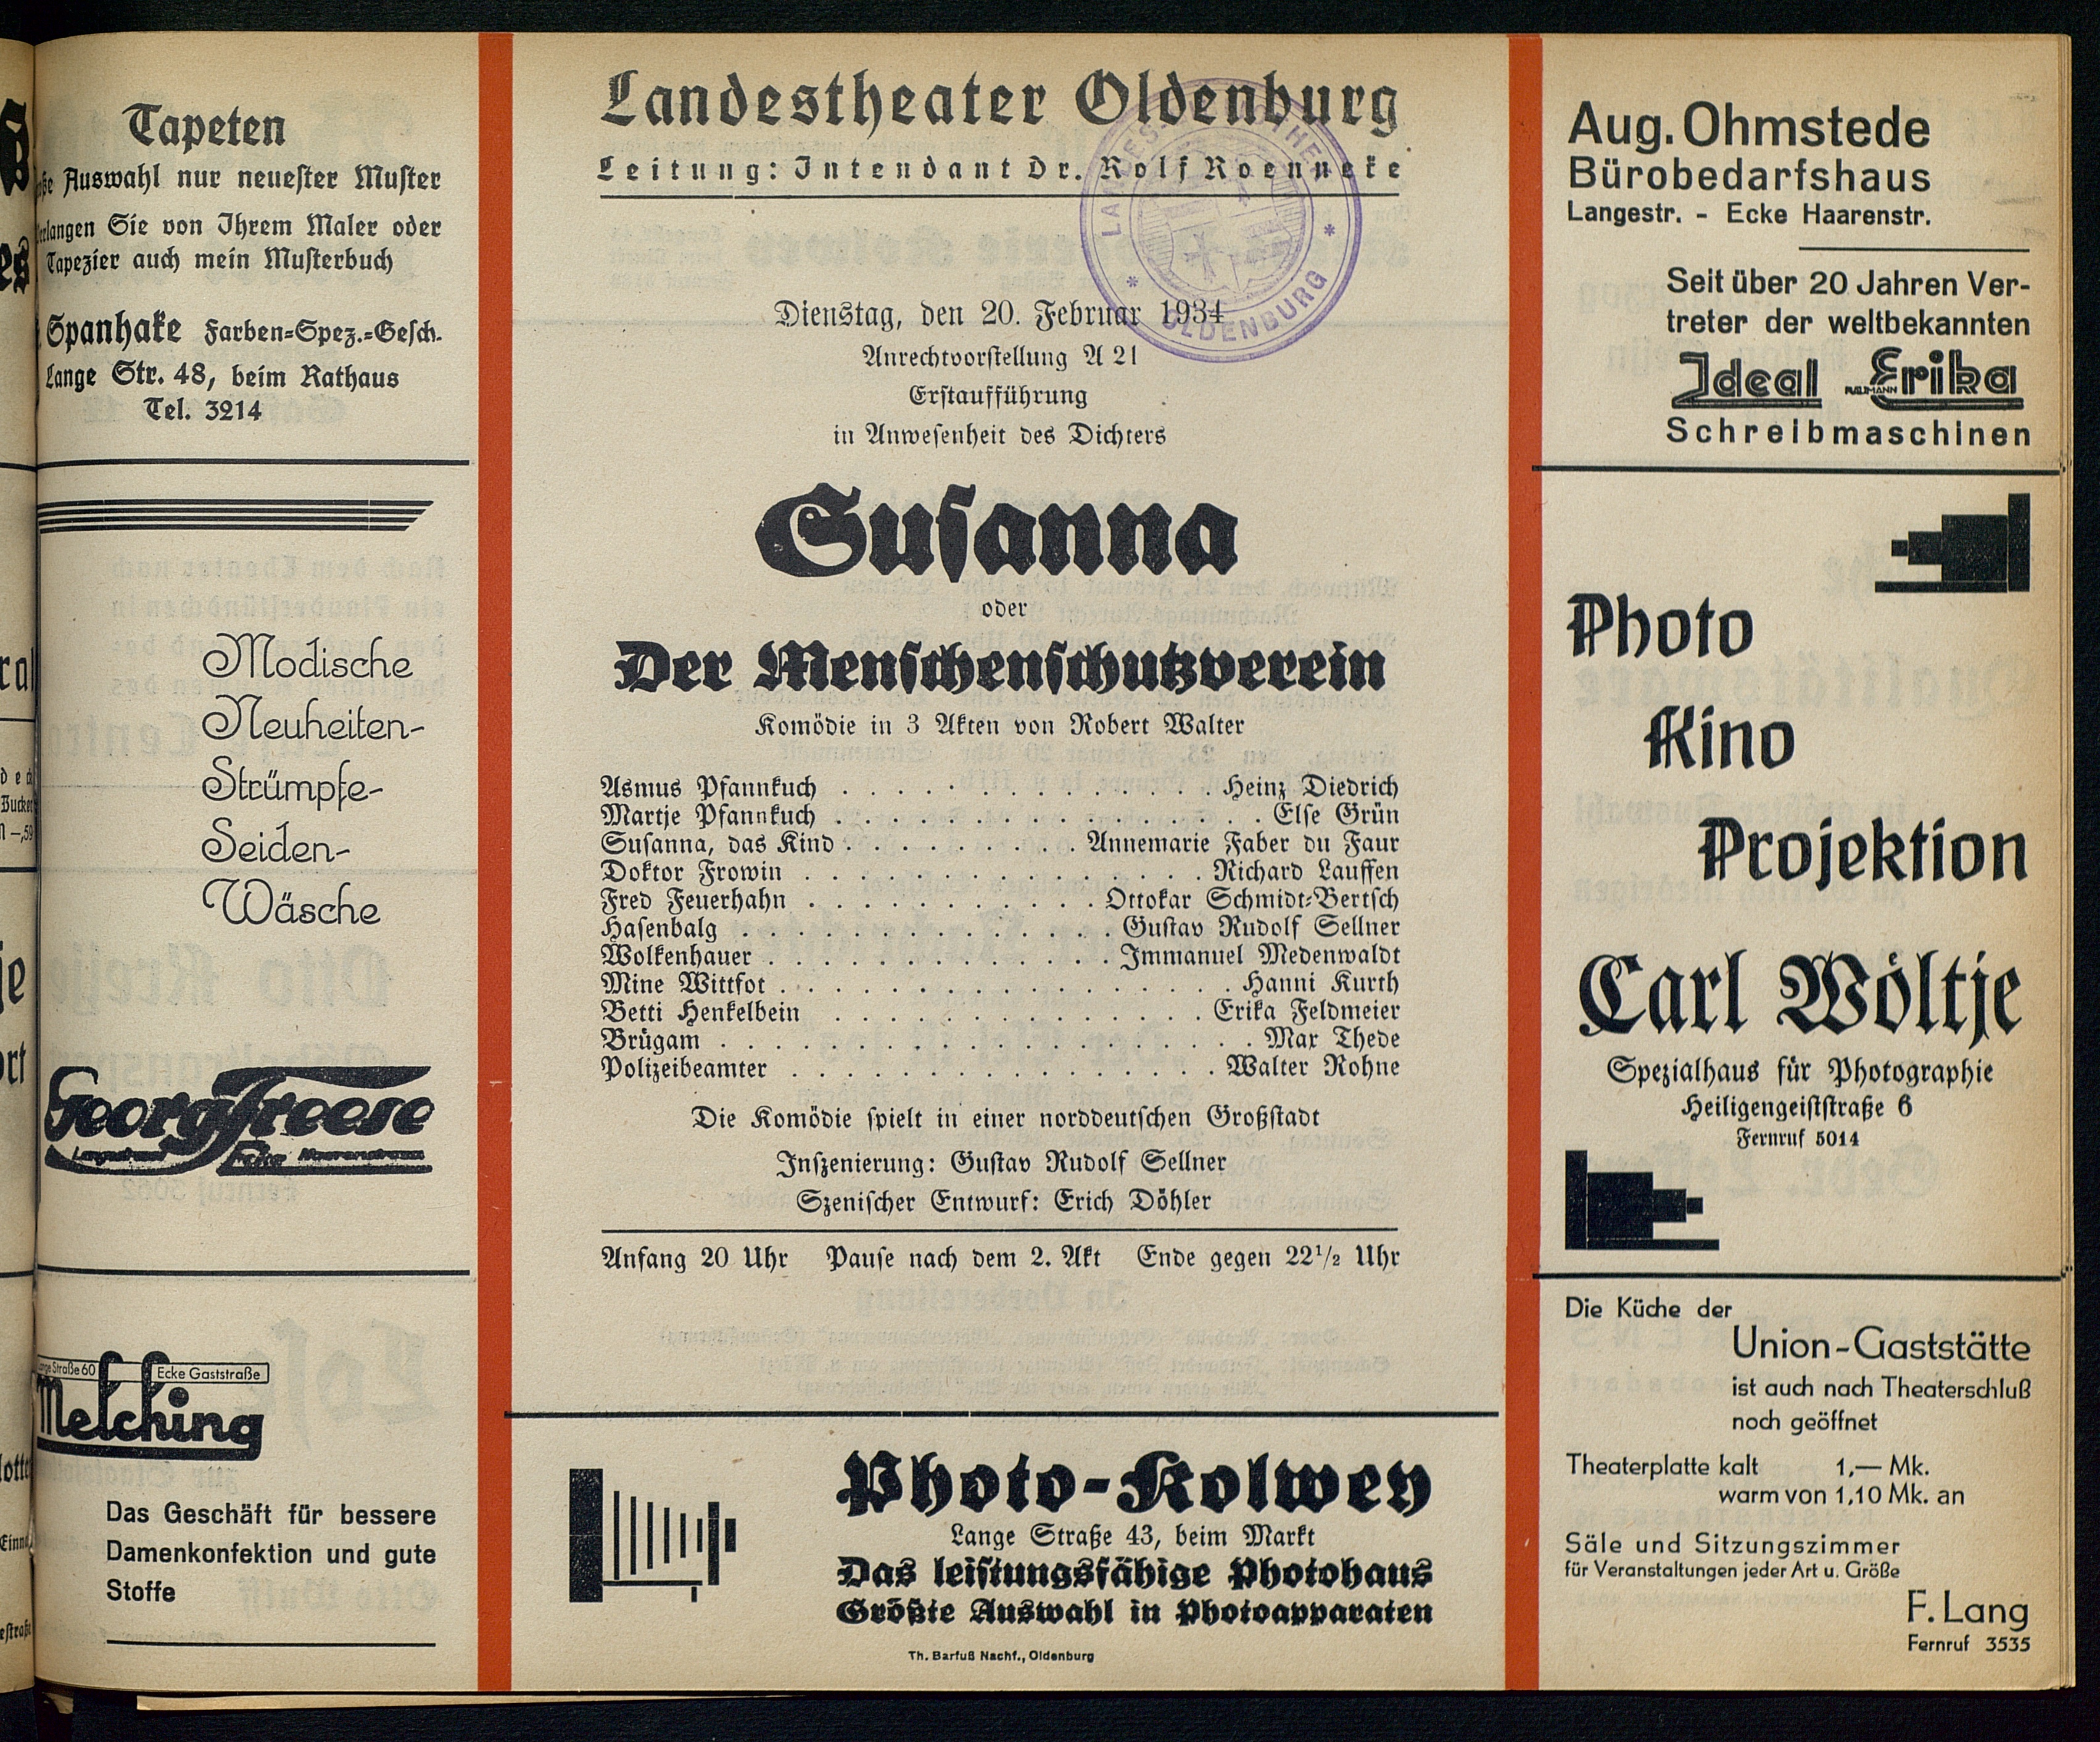 Tapeten
Auswahl nur neuester Muster
Sie von Ihrem Maler oder
Tapezier auch mein Musterbuch
Spanhake Farben=Spez.=Gesch.
Lange Str. 48, beim Rathaus
Tel. 3214
Modische
Neuheiten-
Strümpfe-
Seiden-
Wäsche
Georg Freese
Langestrasse Ecke Haarenstrasse
Straße 60 Ecke Gaststraße
Melching
Das Geschäft für bessere
Damenkonfektion und gute
Stoffe
Landestheater Oldenburg
Leitung: Intendant Dr. Rolf Roenneke
OLDENBURG
Dienstag, den 20. Februar 1934
Anrechtvorstellung A 21
Erstaufführung
in Anwesenheit des Dichters
Susanna
oder
Der Menschenschutzverein
Komödie in 3 Akten von Robert Walter
Asmus Pfannkuch . . . . . . . . . . . . . . Heinz Diedrich
Martje Pfannkuch . . . . . . . . . . . . . . . . Else Grün
Susanna, das Kind . . . . . . . . . Annemarie Faber du Faur
Doktor Frowin . . . . . . . . . . . . . . . Richard Lauffen
Fred Feuerhahn . . . . . . . . . . . Ottokar Schmidt=Bertsch
Hasenbalg . . . . . . . . . . . . . . Gustav Rudolf Sellner
Wolkenhauer . . . . . . . . . . . . . Immanuel Medenwaldt
Mine Wittfot . . . . . . . . . . . . . . . . . Hanni Kurth
Betti Henkelbein . . . . . . . . . . . . . . Erika Feldmeier
Brügam . . . . . . . . . . . . . . . . . . . . Max Thede
Polizeibeamter . . . . . . . . . . . . . . . . Walter Rohne
Die Komödie spielt in einer norddeutschen Großstadt
Inszenierung: Gustav Rudolf Sellner
Szenischer Entwurf: Erich Döhler
Anfang 20 Uhr Pause nach dem 2. Akt Ende gegen 22¹/₂ Uhr
Photo-Kolwey
Lange Straße 43, beim Markt
Das leistungsfähige Photohaus
Größte Auswahl in Photoapparaten
Th. Barfuß Nachf., Oldenburg
Aug. Ohmstede
Bürobedarfshaus
Langestr. - Ecke Haarenstr.
Seit über 20 Jahren Ver-
treter der weltbekannten
Ideal Erika
Schreibmaschinen
Photo
Kino
Projektion
Carl Wöltje
Spezialhaus für Photographie
Heiligengeiststraße 6
Fernruf 5014
Die Küche der
Union-Gaststätte
ist auch nach Theaterschluß
noch geöffnet
Theaterplatte kalt 1,— Mk.
warm von 1,10 Mk. an
Säle und Sitzungszimmer
für Veranstaltungen jeder Art u. Größe
F. Lang
Fernruf 3535